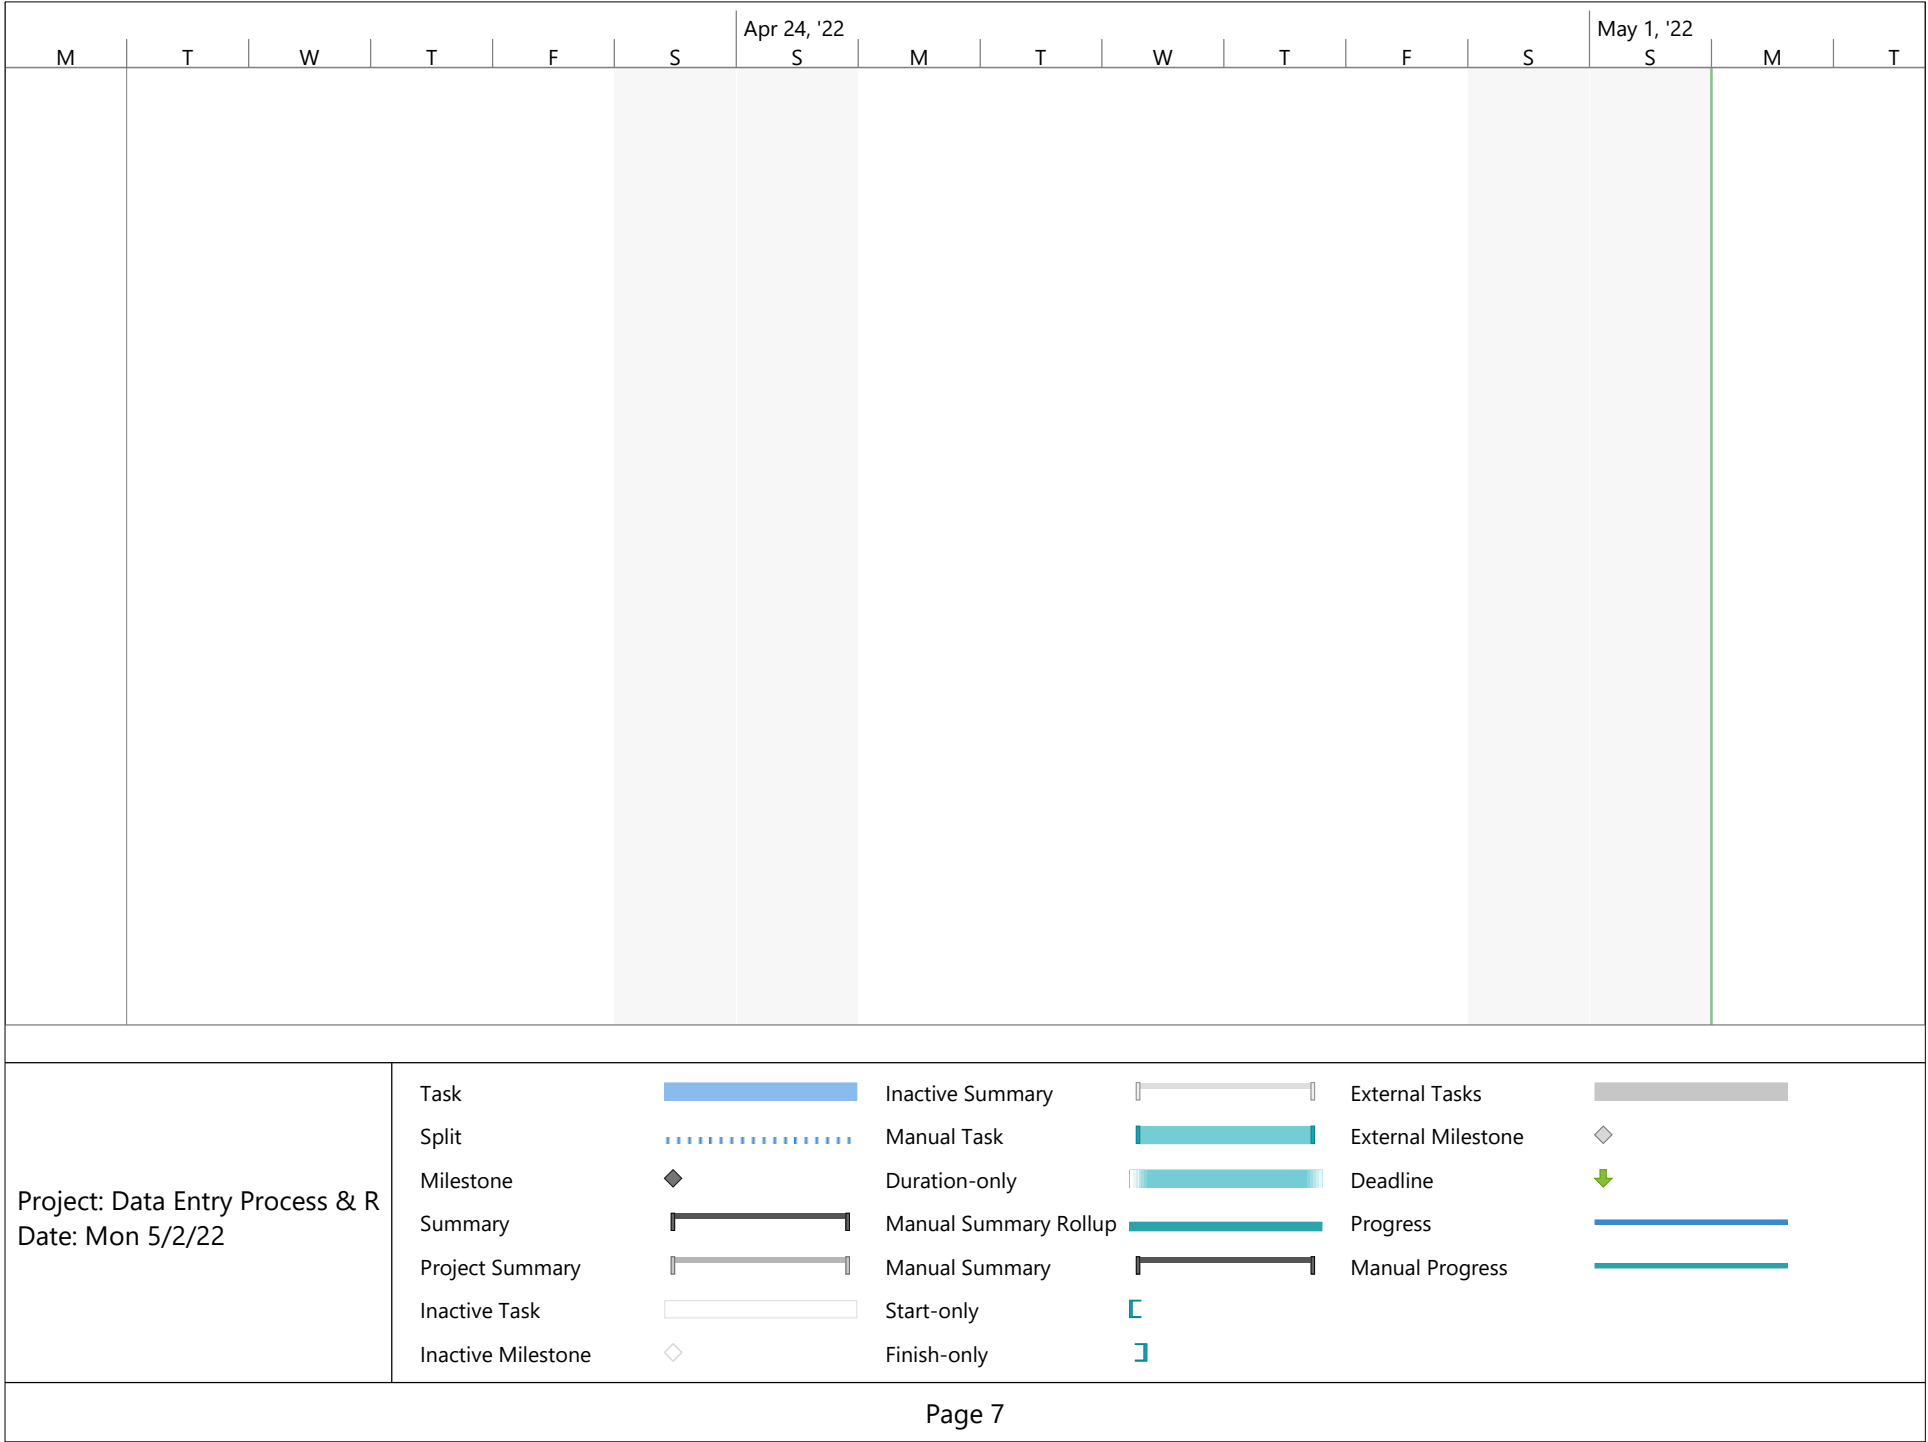 Apr 24, '22 May 1, '22
M T W T F S S M T W T F S S M T
Task Inactive Summary External Tasks
Split Manual Task External Milestone
Milestone Duration-only Deadline
Project: Data Entry Process & R
Date: Mon 5/2/22
Summary Manual Summary Rollup Progress
Project Summary Manual Summary Manual Progress
Inactive Task Start-only
Inactive Milestone Finish-only
Page 7